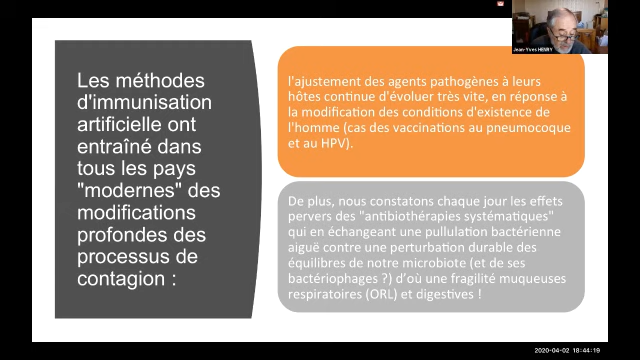 Jean-Yves HENRY
Les méthodes
d'immunisation
artificielle ont
entraîné dans
tous les pays
"modernes" des
modifications
profondes des
processus de
contagion :
l'ajustement des agents pathogènes à leurs
hôtes continue d'évoluer très vite, en réponse à
la modification des conditions d'existence de
l'homme (cas des vaccinations au pneumocoque
et au HPV).
De plus, nous constatons chaque jour les effets
pervers des "antibiothérapies systématiques"
qui en échangeant une pullulation bactérienne
aiguë contre une perturbation durable des
équilibres de notre microbiote (et de ses
bactériophages ?) d'où une fragilité muqueuses
respiratoires (ORL) et digestives !
2020-04-02 18:44:19